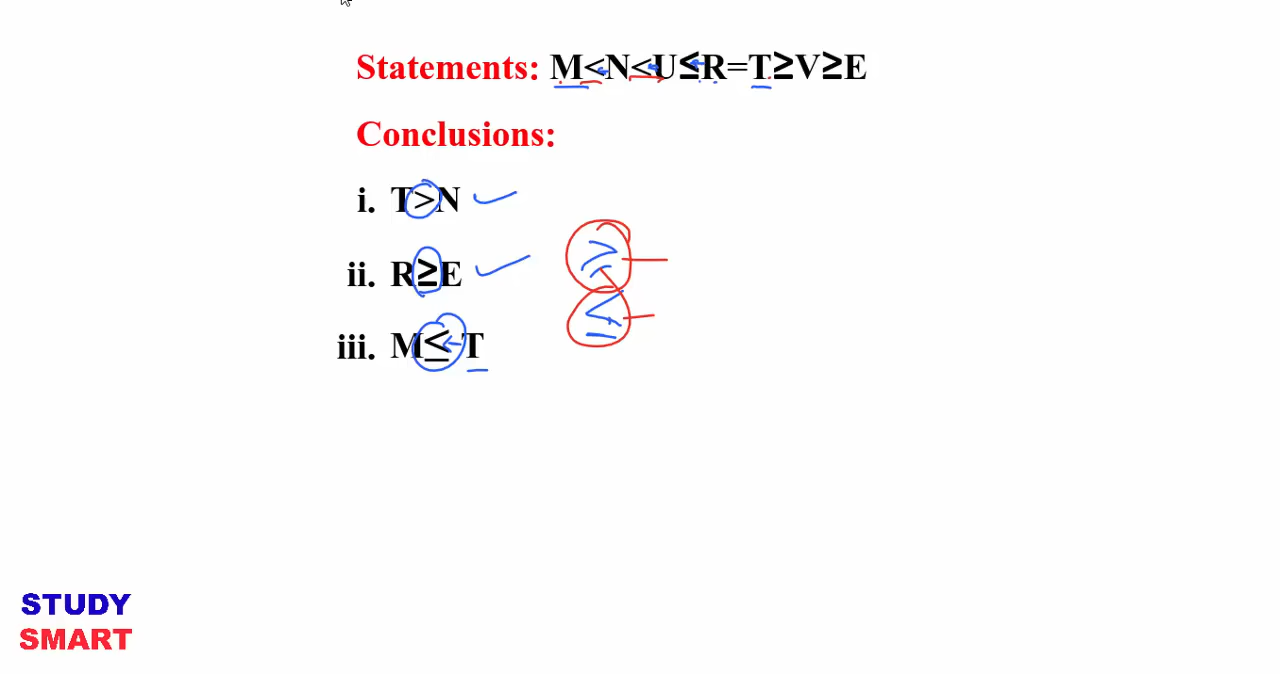 Statements: M<N<U≤R=T≥V≥E
Conclusions:
i. T>N
ii. R≥E
iii. M≤T
≥
≤
STUDY
SMART